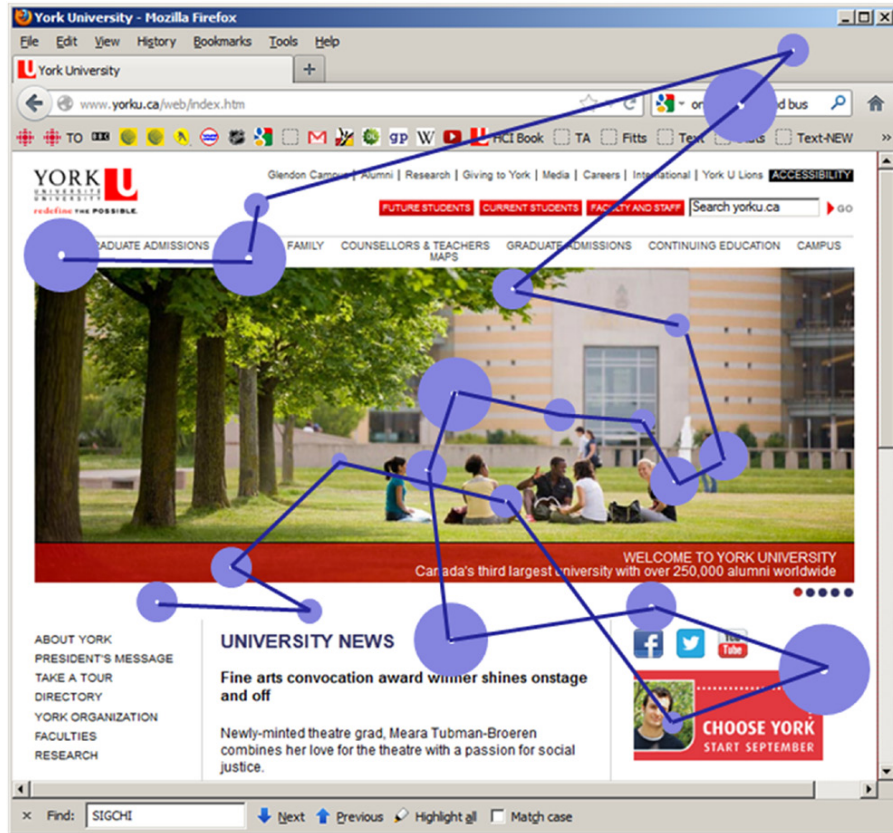 York University - Mozilla Firefox
File Edit View History Bookmarks Tools Help
York University +
www.yorku.ca/web/index.htm bus
TO gp W HCI Book TA Fitts Text-NEW »
YORK U
UNIVERSITÉ
UNIVERSITY
redefine THE POSSIBLE.
Glendon Campus | Alumni | Research | Giving to York | Media | Careers | International | York U Lions ACCESSIBILITY
FUTURE STUDENTS CURRENT STUDENTS FACULTY AND STAFF Search yorku.ca GO
ADMISSIONS FAMILY COUNSELLORS & TEACHERS GRADUATE ADMISSIONS CONTINUING EDUCATION CAMPUS
MAPS
WELCOME TO YORK UNIVERSITY
Canada's third largest university with over 250,000 alumni worldwide
ABOUT YORK
PRESIDENT'S MESSAGE
TAKE A TOUR
DIRECTORY
YORK ORGANIZATION
FACULTIES
RESEARCH
UNIVERSITY NEWS
Fine arts convocation award winner shines onstage
and off
Newly-minted theatre grad, Meara Tubman-Broeren
combines her love for the theatre with a passion for social
justice.
You
Tube
CHOOSE YORK
START SEPTEMBER
× Find: SIGCHI Next Previous Highlight all Match case